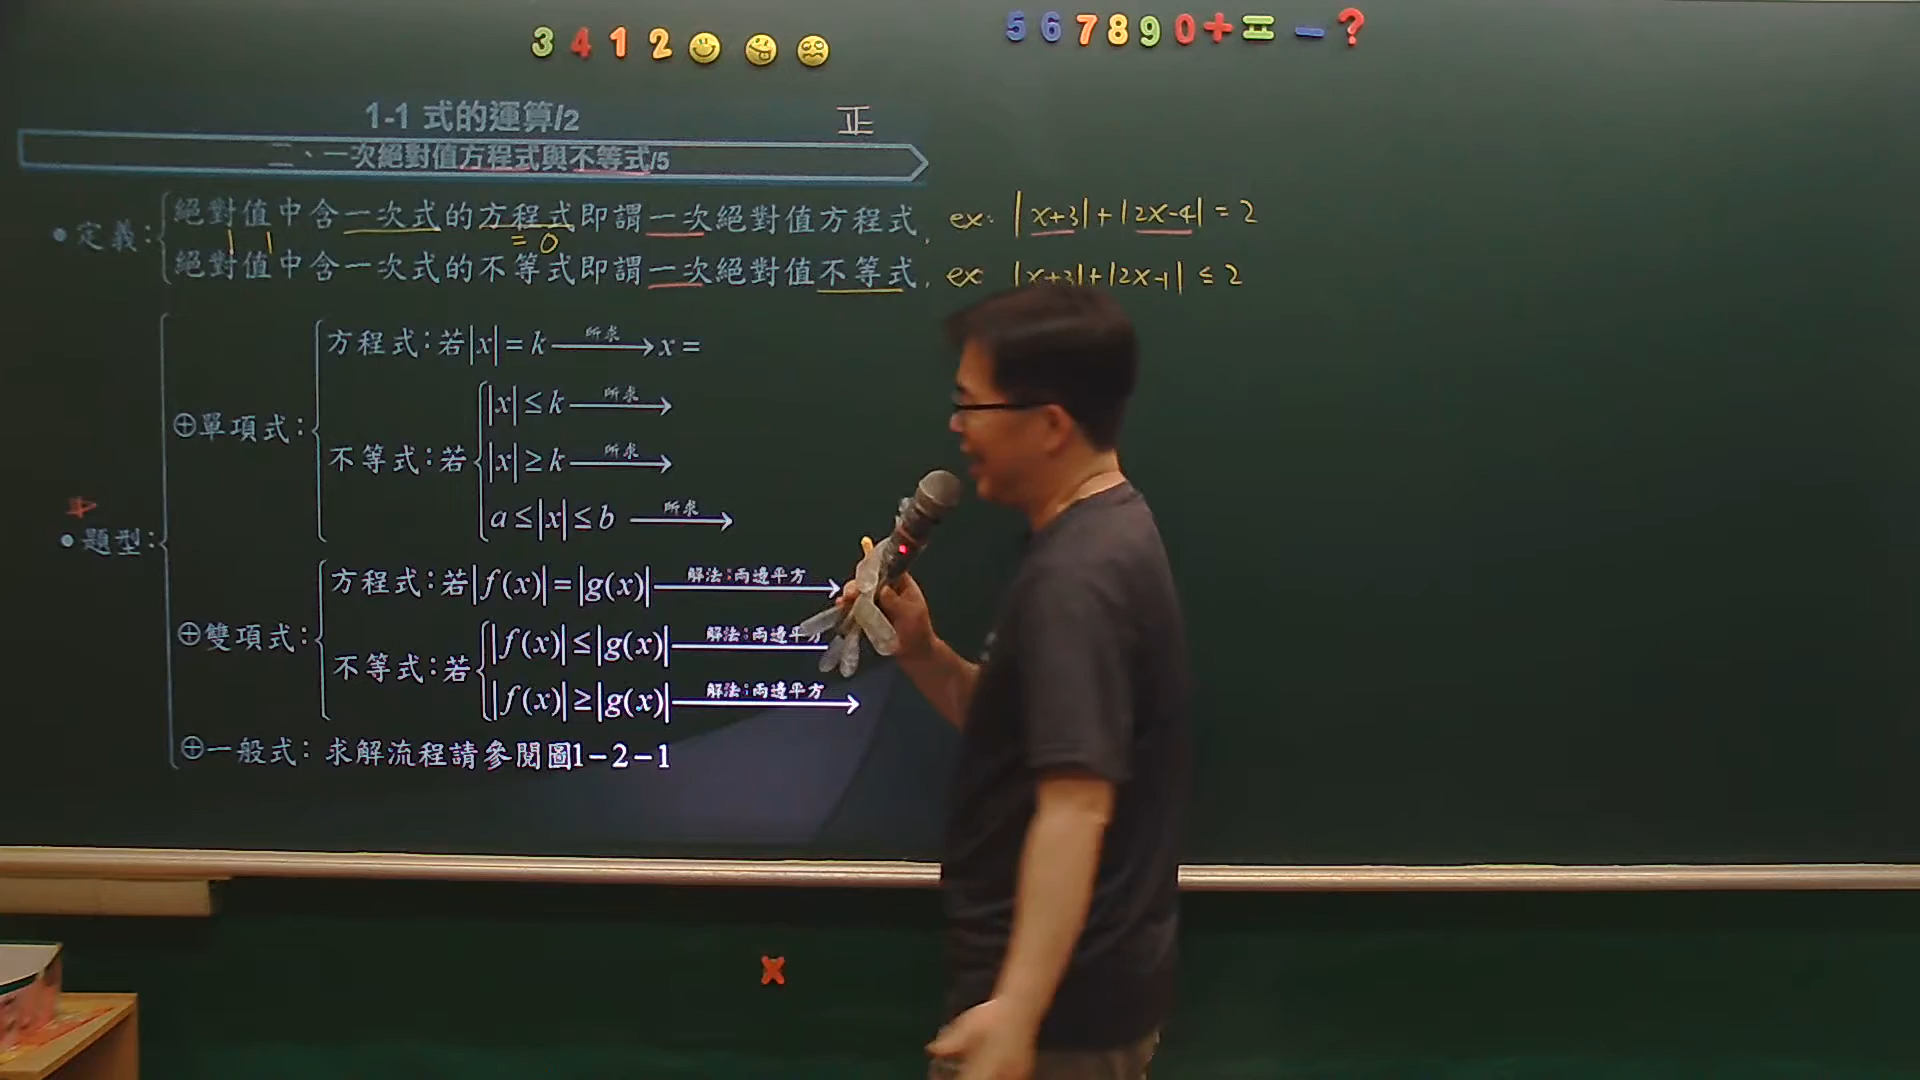 3 4 1 2
5 6 7 8 9 0 + = - ?
1-1 式的運算/2
正
二、一次絕對值方程式與不等式/5
●定義:
絕對值中含一次式的方程式即謂一次絕對值方程式,
ex: |x+3|+|2x-4|=2
| | =0
絕對值中含一次式的不等式即謂一次絕對值不等式,
ex |x+3|+|2x-1| ≤ 2
●題型:
⊕單項式:
方程式:若|x|=k 所求 x=
不等式:若
|x|≤k 所求
|x|≥k 所求
a≤|x|≤b 所求
⊕雙項式:
方程式:若|f(x)|=|g(x)| 解法:兩邊平方
不等式:若
|f(x)|≤|g(x)| 解法:兩邊平方
|f(x)|≥|g(x)| 解法:兩邊平方
⊕一般式: 求解流程請參閱圖1-2-1
x